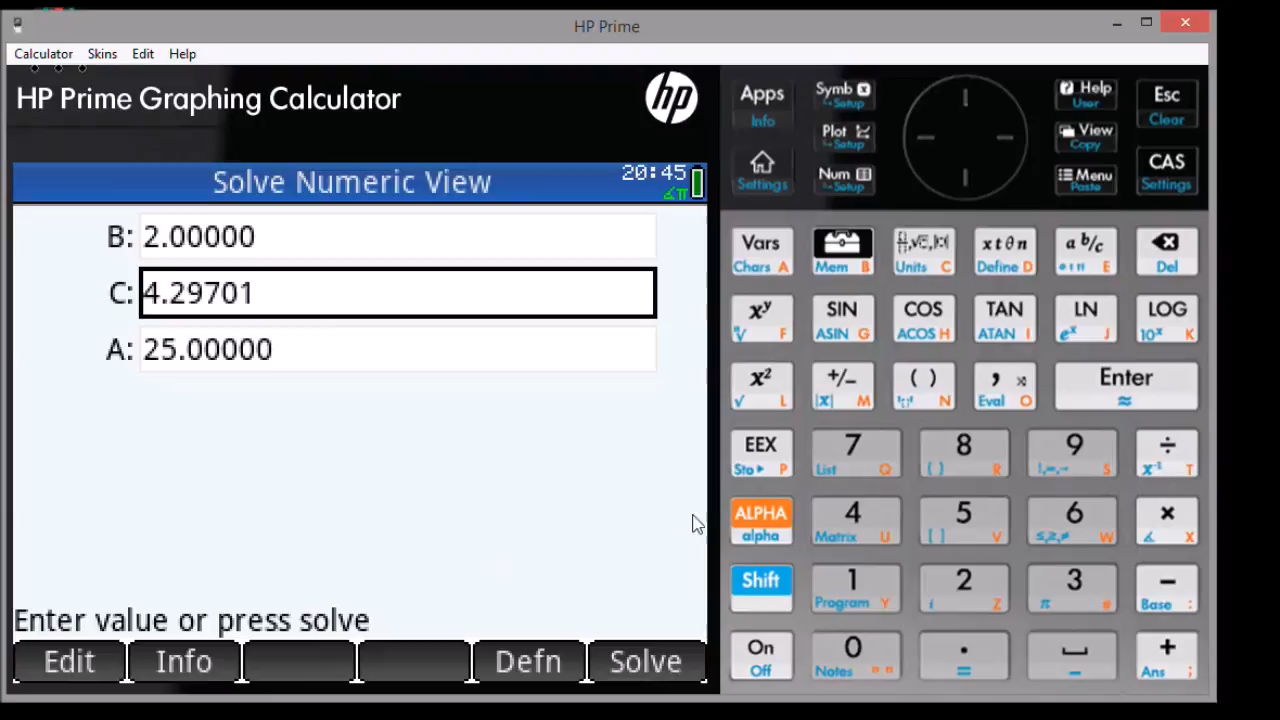 HP Prime
Calculator Skins Edit Help
HP Prime Graphing Calculator
hp
Solve Numeric View
20:45
∡π
B: 2.00000
C: 4.29701
A: 25.00000
Enter value or press solve
Edit Info Defn Solve
Apps
Info
Symb
Setup
Plot
Setup
Num
Setup
Settings
Help
User
View
Copy
Menu
Paste
Esc
Clear
CAS
Settings
Vars
Chars A
Mem B
Units C
x t θ n
Define D
a b/c
E
Del
xʸ
F
SIN
ASIN G
COS
ACOS H
TAN
ATAN I
LN
eˣ J
LOG
10ˣ K
x²
√ L
+/−
|x| M
( )
N
,
Eval O
Enter
≈
EEX
Sto ▸ P
7
List Q
8
{ } R
9
!,∞,→ S
÷
x⁻¹ T
ALPHA
alpha
4
Matrix U
5
[ ] V
6
≤,≥,≠ W
×
∡ X
Shift
1
Program Y
2
i Z
3
π #
−
Base :
On
Off
0
Notes " "
.
=
_
+
Ans ;